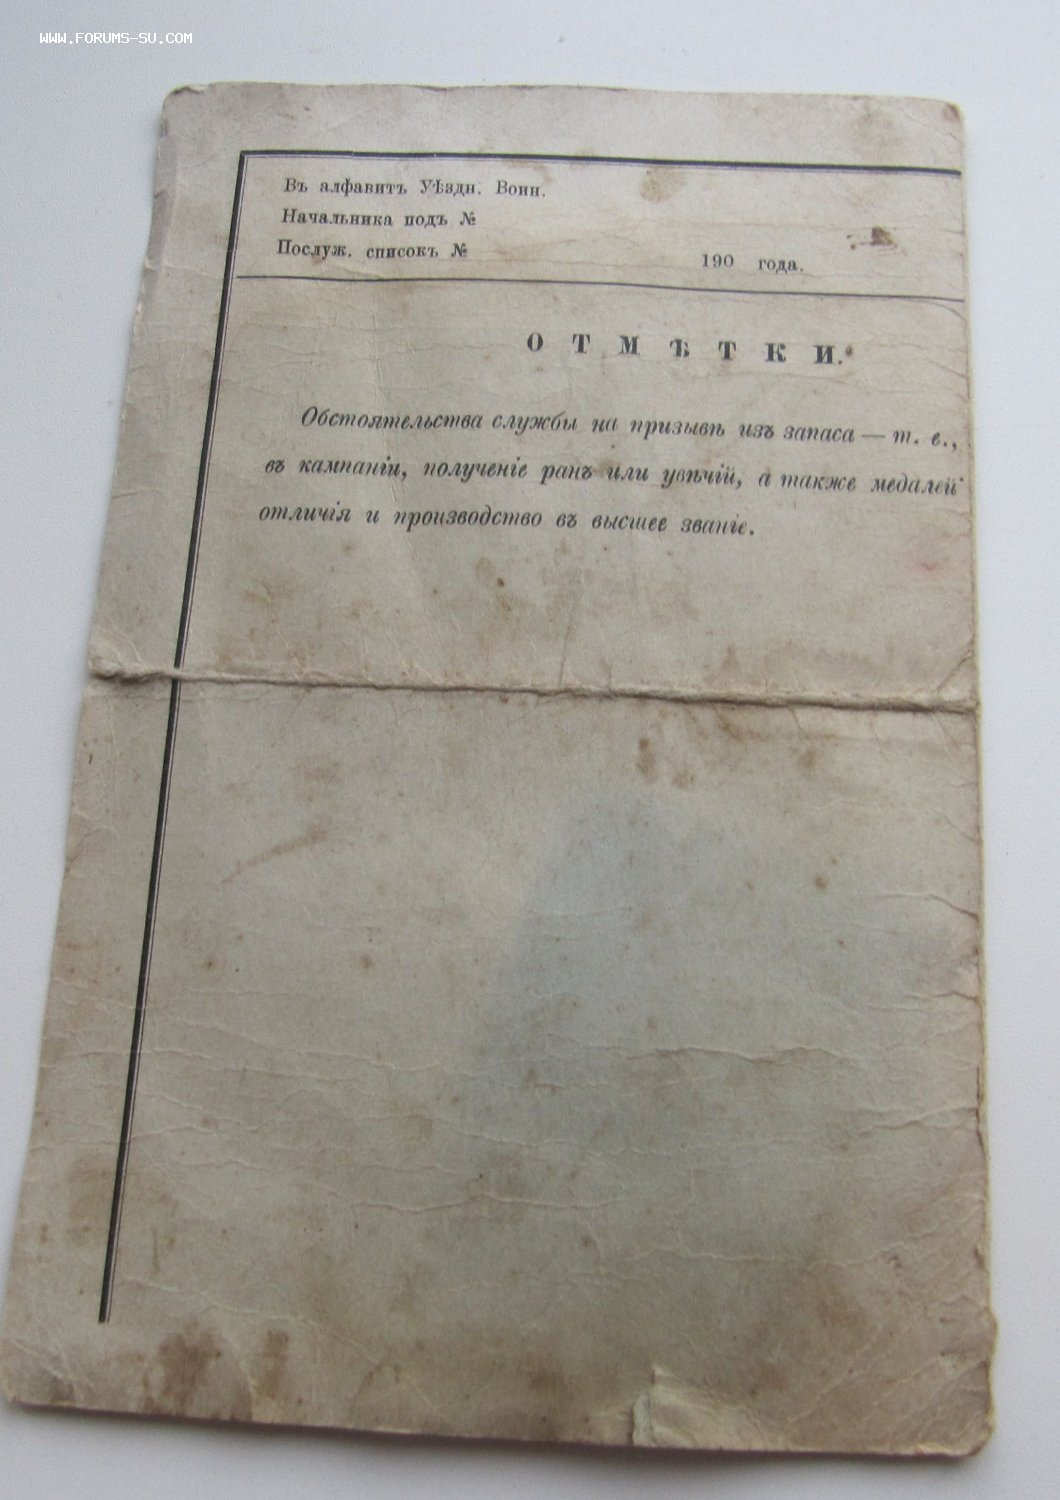 WWW.FORUMS-SU.COM
Въ алфавитъ Уѣздн. Воин.
Начальника подъ №
Послуж. списокъ №
190 года.
ОТМѢТКИ.
Обстоятельства службы на призывѣ изъ запаса — т. е.,
въ кампаніи, полученіе ранъ или увѣчій, а также медалей
отличія и производство въ высшее званіе.